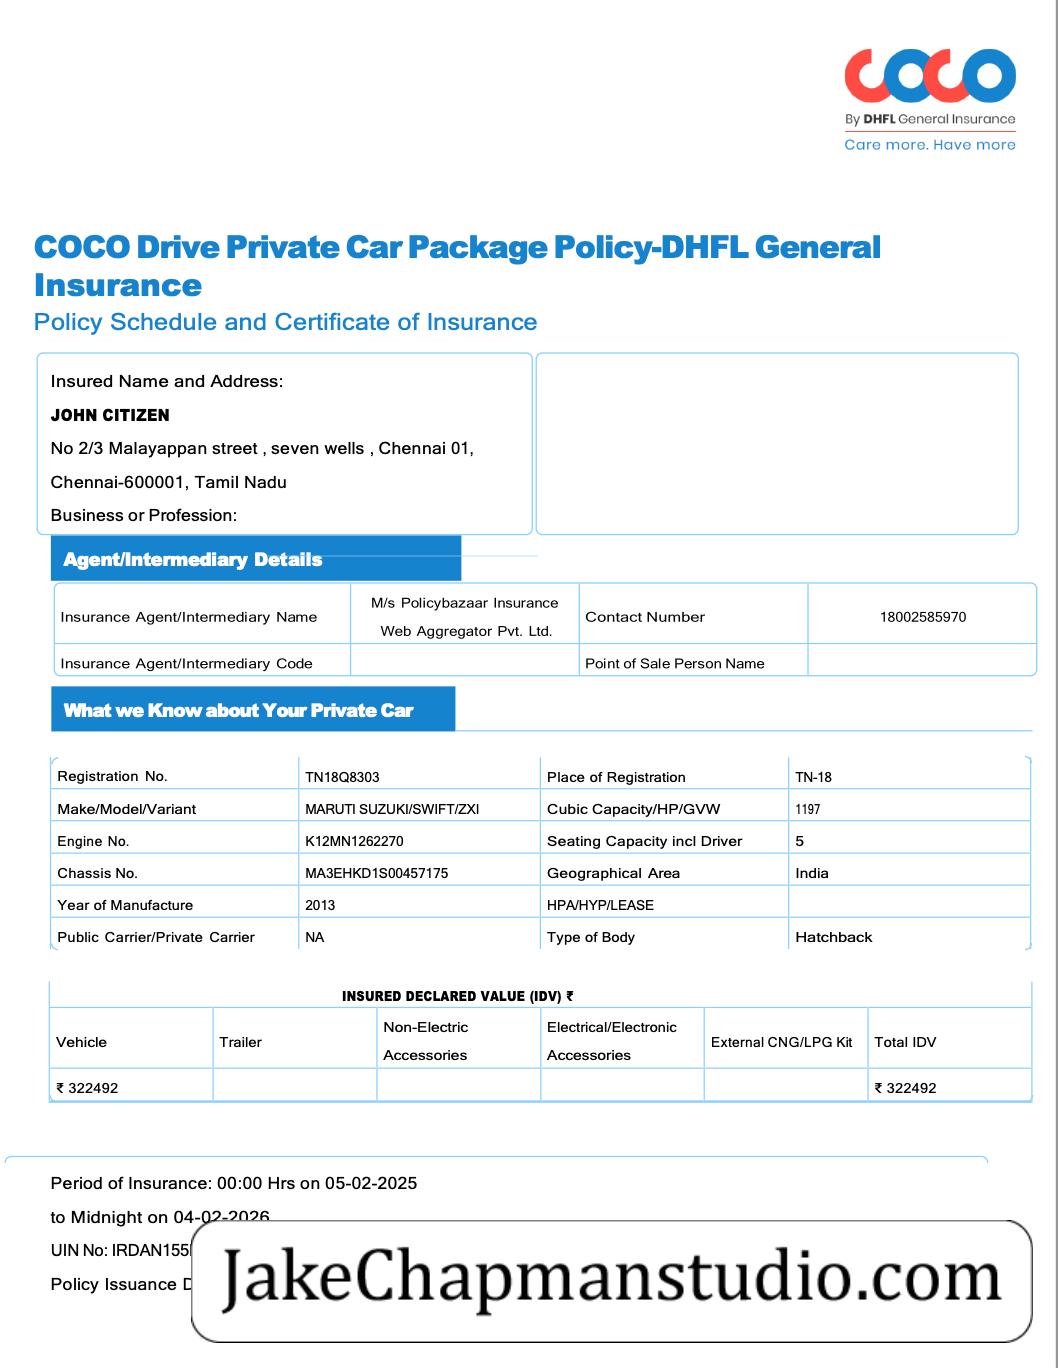 COCO
By DHFL General Insurance
Care more. Have more
COCO Drive Private Car Package Policy-DHFL General
Insurance
Policy Schedule and Certificate of Insurance
Insured Name and Address:
JOHN CITIZEN
No 2/3 Malayappan street , seven wells , Chennai 01,
Chennai-600001, Tamil Nadu
Business or Profession:
Agent/Intermediary Details
Insurance Agent/Intermediary Name M/s Policybazaar Insurance Web Aggregator Pvt. Ltd. Contact Number 18002585970
Insurance Agent/Intermediary Code Point of Sale Person Name
What we Know about Your Private Car
Registration No. TN18Q8303 Place of Registration TN-18
Make/Model/Variant MARUTI SUZUKI/SWIFT/ZXI Cubic Capacity/HP/GVW 1197
Engine No. K12MN1262270 Seating Capacity incl Driver 5
Chassis No. MA3EHKD1S00457175 Geographical Area India
Year of Manufacture 2013 HPA/HYP/LEASE
Public Carrier/Private Carrier NA Type of Body Hatchback
INSURED DECLARED VALUE (IDV) ₹
Vehicle Trailer Non-Electric Accessories Electrical/Electronic Accessories External CNG/LPG Kit Total IDV
₹ 322492 ₹ 322492
Period of Insurance: 00:00 Hrs on 05-02-2025
to Midnight on 04-02-2026
UIN No: IRDAN155
Policy Issuance
JakeChapmanstudio.com